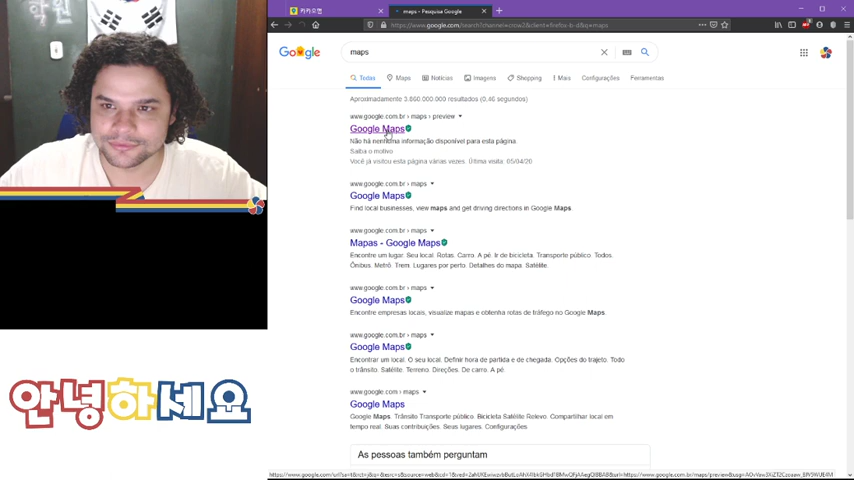 학원
카카오맵
maps - Pesquisa Google
https://www.google.com/search?channel=crow2&client=firefox-b-d&q=maps
Google
maps
Todas
Maps
Notícias
Imagens
Shopping
Mais
Configurações
Ferramentas
Aproximadamente 3.860.000.000 resultados (0,46 segundos)
www.google.com.br › maps › preview
Google Maps
Não há nenhuma informação disponível para esta página.
Saiba o motivo
Você já visitou esta página várias vezes. Última visita: 05/04/20
www.google.com.br › maps
Google Maps
Find local businesses, view maps and get driving directions in Google Maps.
www.google.com.br › maps
Mapas - Google Maps
Encontre um lugar. Seu local. Rotas. Carro. A pé. Ir de bicicleta. Transporte público. Todos.
Ônibus. Metrô. Trem. Lugares por perto. Detalhes do mapa. Satélite.
www.google.com.br › maps
Google Maps
Encontre empresas locais, visualize mapas e obtenha rotas de tráfego no Google Maps.
www.google.com.br › maps
Google Maps
Encontrar um local. O seu local. Definir hora de partida e de chegada. Opções do trajeto. Todo
o trânsito. Satélite. Terreno. Direções. De carro. A pé.
www.google.com › maps
Google Maps
Google Maps. Trânsito Transporte público. Bicicleta Satélite Relevo. Compartilhar local em
tempo real. Suas contribuições. Seus lugares. Configurações
As pessoas também perguntam
안녕하세요